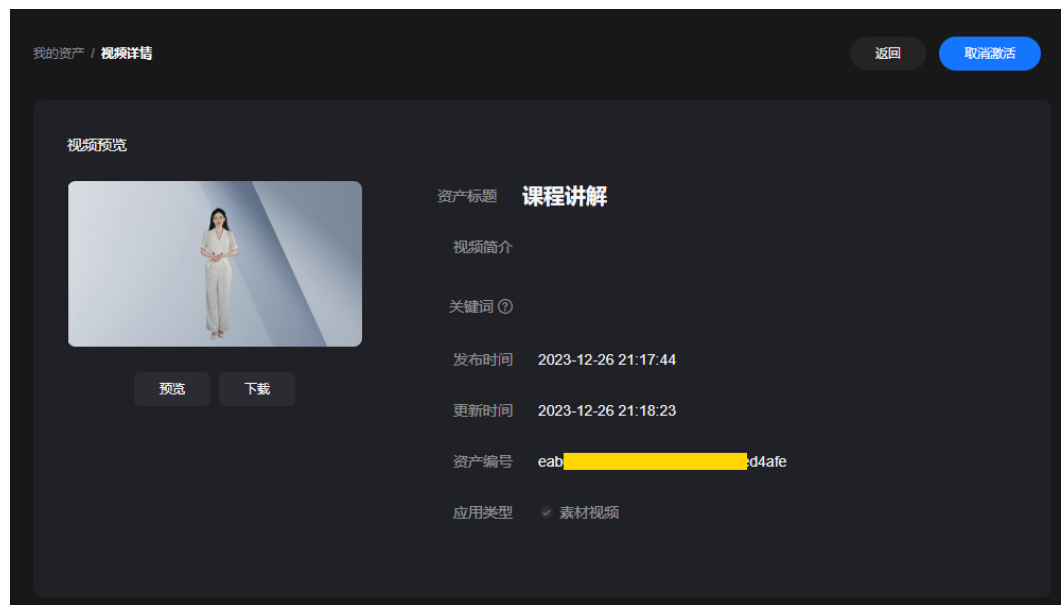 我的资产 / 视频详情
返回
取消激活
视频预览
资产标题 课程讲解
视频简介
关键词 ?
发布时间 2023-12-26 21:17:44
更新时间 2023-12-26 21:18:23
资产编号 eab ed4afe
应用类型 素材视频
预览 下载